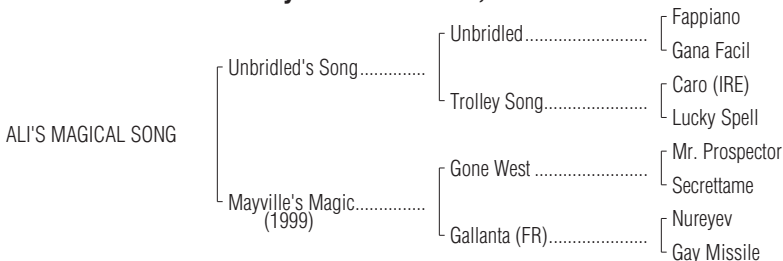 Fappiano
Unbridled
Gana Facil
Unbridled's Song
Caro (IRE)
Trolley Song
Lucky Spell
ALI'S MAGICAL SONG
Mr. Prospector
Gone West
Secrettame
Mayville's Magic
(1999)
Nureyev
Gallanta (FR)
Gay Missile